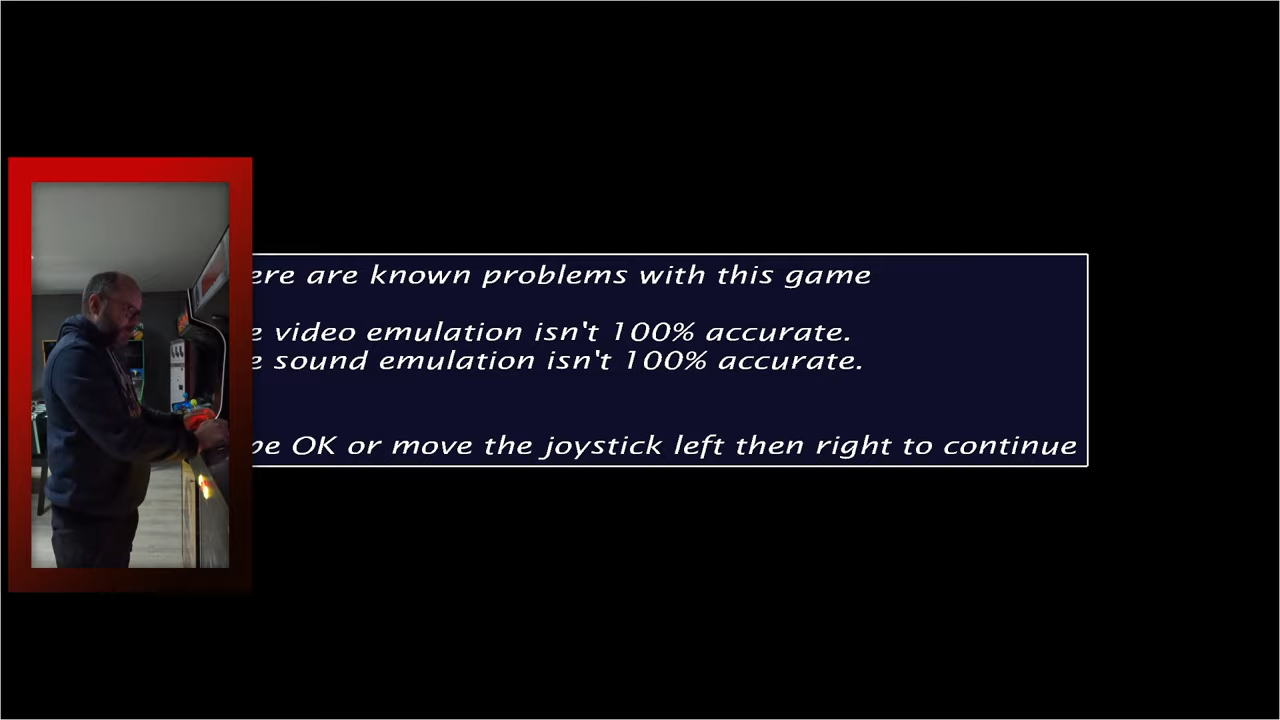 ere are known problems with this game
e video emulation isn't 100% accurate.
e sound emulation isn't 100% accurate.
pe OK or move the joystick left then right to continue